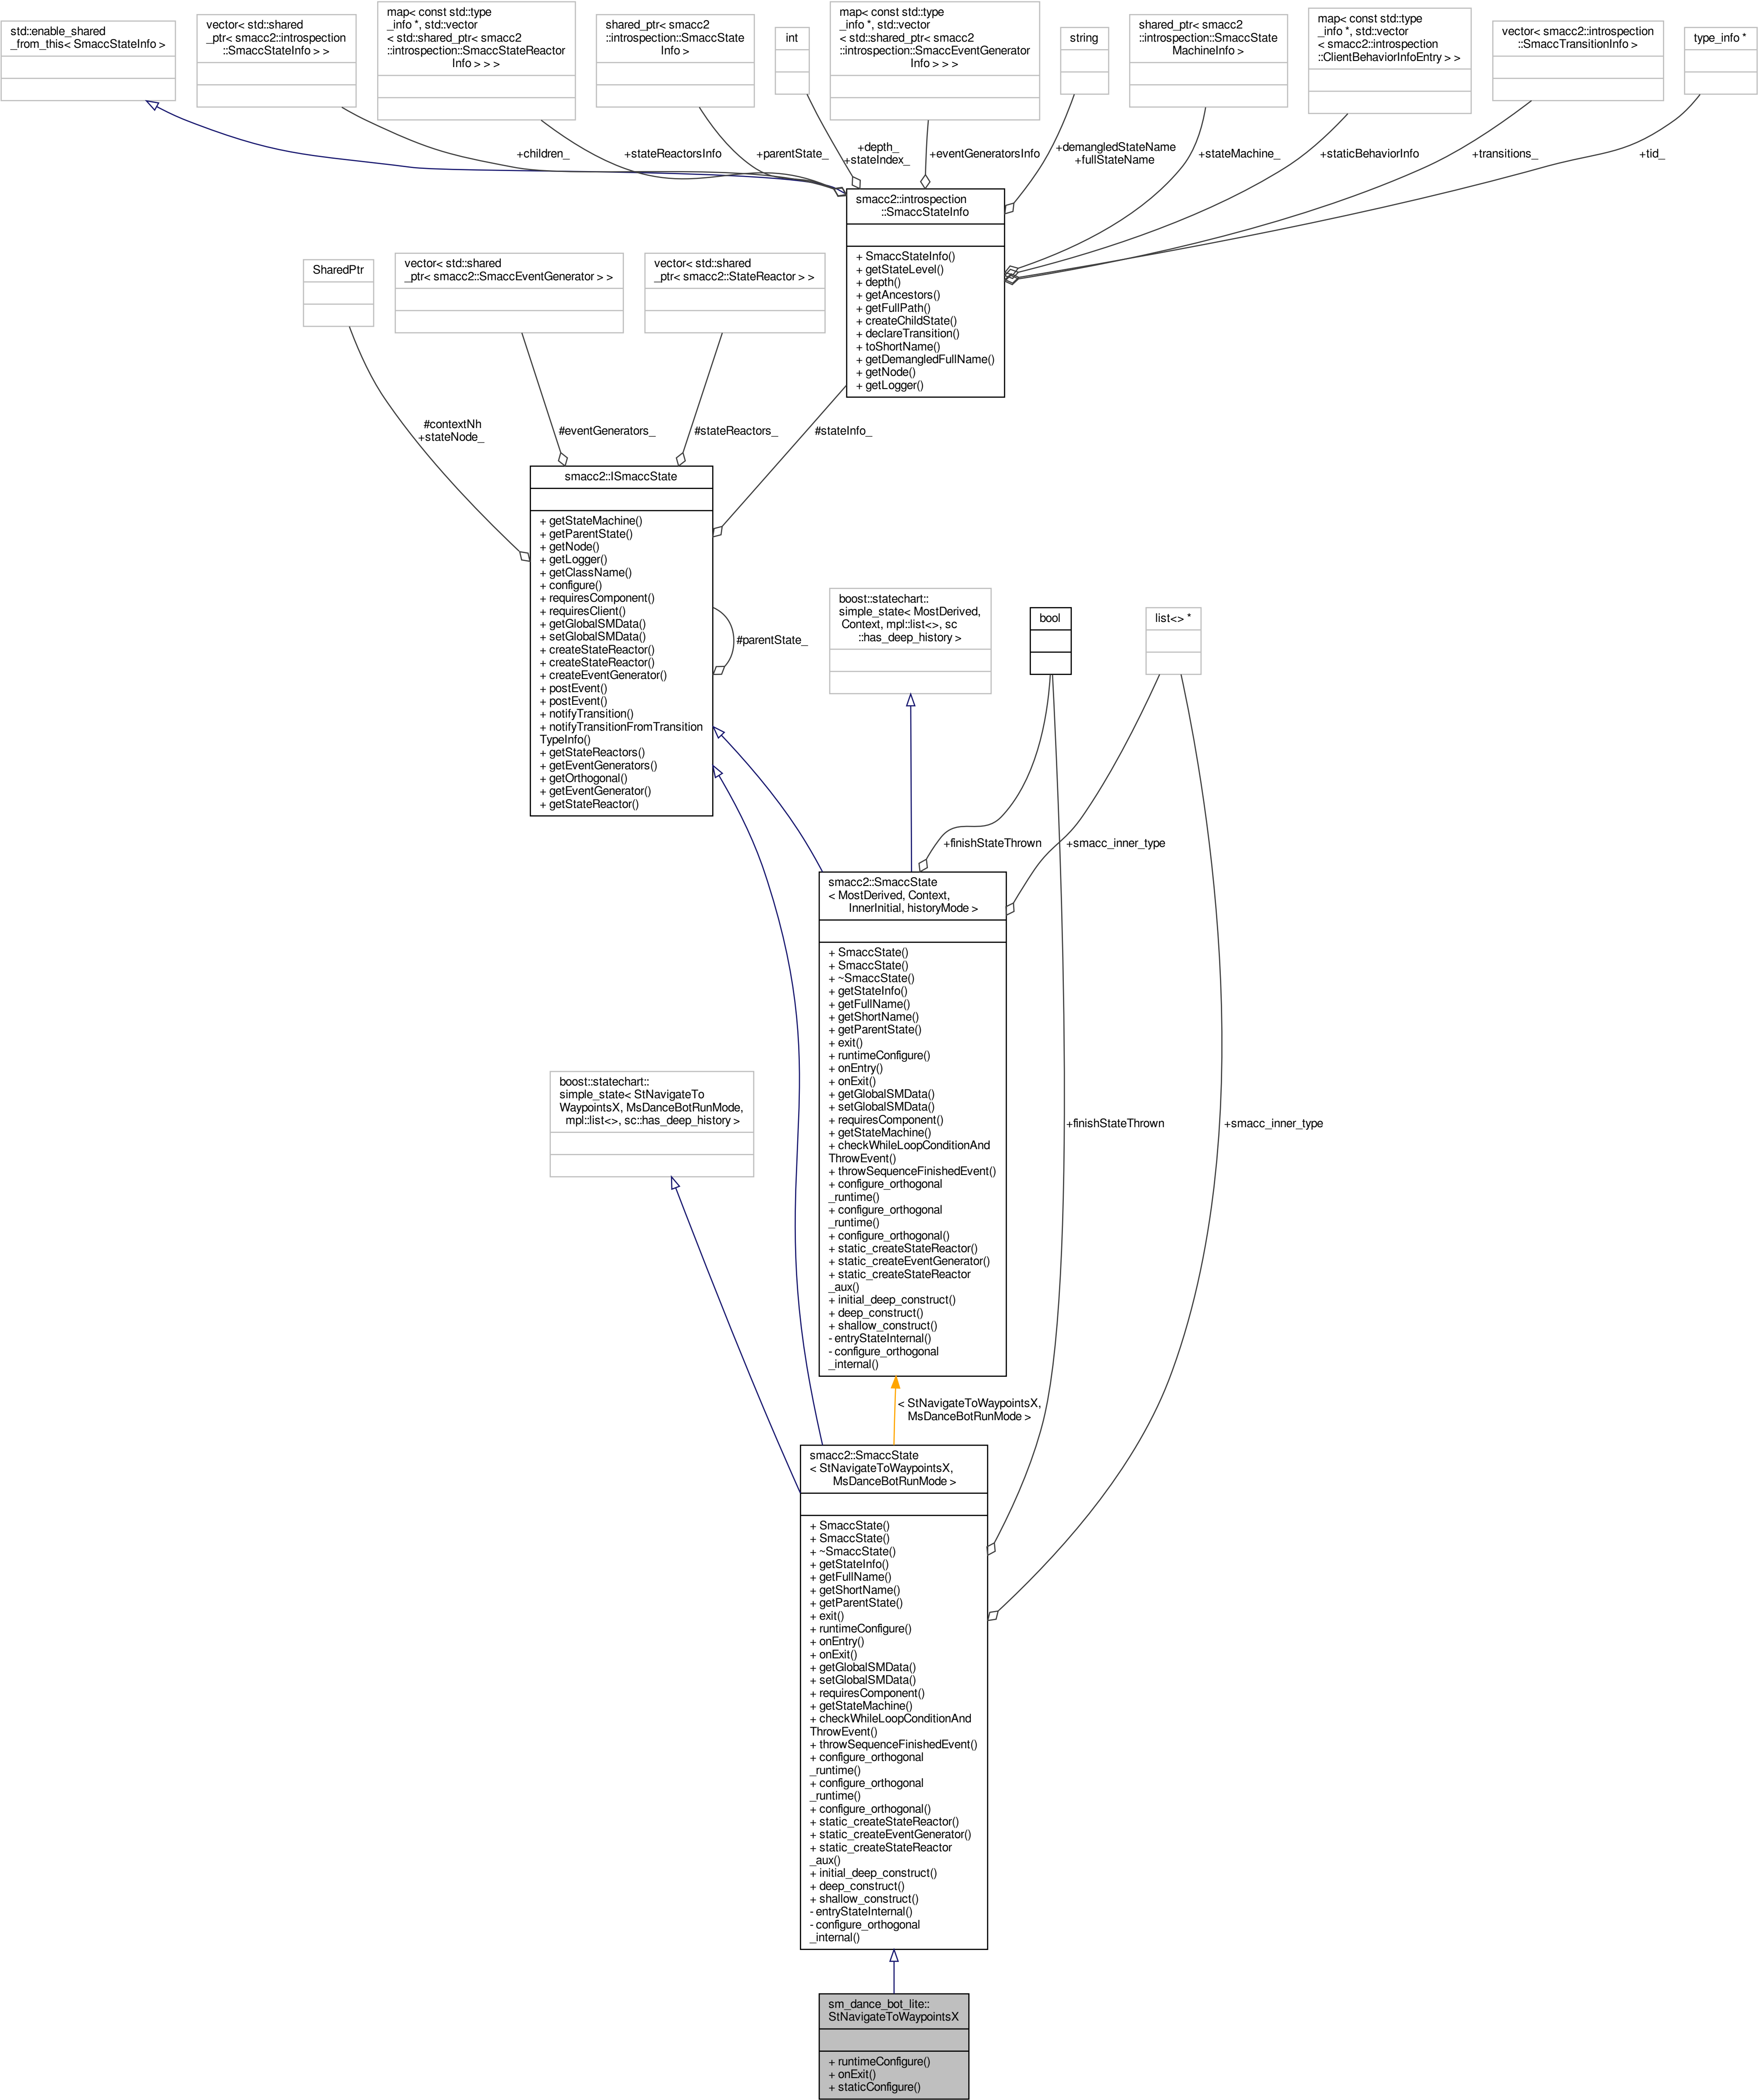 std::enable_shared
_from_this< SmaccStateInfo >
vector< std::shared
_ptr< smacc2::introspection
::SmaccStateInfo > >
map< const std::type
_info *, std::vector
< std::shared_ptr< smacc2
::introspection::SmaccStateReactor
Info > > >
shared_ptr< smacc2
::introspection::SmaccState
Info >
int
map< const std::type
_info *, std::vector
< std::shared_ptr< smacc2
::introspection::SmaccEventGenerator
Info > > >
string
shared_ptr< smacc2
::introspection::SmaccState
MachineInfo >
map< const std::type
_info *, std::vector
< smacc2::introspection
::ClientBehaviorInfoEntry > >
vector< smacc2::introspection
::SmaccTransitionInfo >
type_info *
+children_
+stateReactorsInfo
+parentState_
+depth_
+stateIndex_
+eventGeneratorsInfo
+demangledStateName
+fullStateName
+stateMachine_
+staticBehaviorInfo
+transitions_
+tid_
smacc2::introspection
::SmaccStateInfo
+ SmaccStateInfo()
+ getStateLevel()
+ depth()
+ getAncestors()
+ getFullPath()
+ createChildState()
+ declareTransition()
+ toShortName()
+ getDemangledFullName()
+ getNode()
+ getLogger()
SharedPtr
vector< std::shared
_ptr< smacc2::SmaccEventGenerator > >
vector< std::shared
_ptr< smacc2::StateReactor > >
#contextNh
+stateNode_
#eventGenerators_
#stateReactors_
#stateInfo_
smacc2::ISmaccState
+ getStateMachine()
+ getParentState()
+ getNode()
+ getLogger()
+ getClassName()
+ configure()
+ requiresComponent()
+ requiresClient()
+ getGlobalSMData()
+ setGlobalSMData()
+ createStateReactor()
+ createStateReactor()
+ createEventGenerator()
+ postEvent()
+ postEvent()
+ notifyTransition()
+ notifyTransitionFromTransition
TypeInfo()
+ getStateReactors()
+ getEventGenerators()
+ getOrthogonal()
+ getEventGenerator()
+ getStateReactor()
#parentState_
boost::statechart::
simple_state< MostDerived,
Context, mpl::list<>, sc
::has_deep_history >
bool
list<> *
+finishStateThrown
+smacc_inner_type
smacc2::SmaccState
< MostDerived, Context,
InnerInitial, historyMode >
+ SmaccState()
+ SmaccState()
+ ~SmaccState()
+ getStateInfo()
+ getFullName()
+ getShortName()
+ getParentState()
+ exit()
+ runtimeConfigure()
+ onEntry()
+ onExit()
+ getGlobalSMData()
+ setGlobalSMData()
+ requiresComponent()
+ getStateMachine()
+ checkWhileLoopConditionAnd
ThrowEvent()
+ throwSequenceFinishedEvent()
+ configure_orthogonal
_runtime()
+ configure_orthogonal
_runtime()
+ configure_orthogonal()
+ static_createStateReactor()
+ static_createEventGenerator()
+ static_createStateReactor
_aux()
+ initial_deep_construct()
+ deep_construct()
+ shallow_construct()
- entryStateInternal()
- configure_orthogonal
_internal()
boost::statechart::
simple_state< StNavigateTo
WaypointsX, MsDanceBotRunMode,
mpl::list<>, sc::has_deep_history >
+finishStateThrown
+smacc_inner_type
< StNavigateToWaypointsX,
MsDanceBotRunMode >
smacc2::SmaccState
< StNavigateToWaypointsX,
MsDanceBotRunMode >
+ SmaccState()
+ SmaccState()
+ ~SmaccState()
+ getStateInfo()
+ getFullName()
+ getShortName()
+ getParentState()
+ exit()
+ runtimeConfigure()
+ onEntry()
+ onExit()
+ getGlobalSMData()
+ setGlobalSMData()
+ requiresComponent()
+ getStateMachine()
+ checkWhileLoopConditionAnd
ThrowEvent()
+ throwSequenceFinishedEvent()
+ configure_orthogonal
_runtime()
+ configure_orthogonal
_runtime()
+ configure_orthogonal()
+ static_createStateReactor()
+ static_createEventGenerator()
+ static_createStateReactor
_aux()
+ initial_deep_construct()
+ deep_construct()
+ shallow_construct()
- entryStateInternal()
- configure_orthogonal
_internal()
sm_dance_bot_lite::
StNavigateToWaypointsX
+ runtimeConfigure()
+ onExit()
+ staticConfigure()